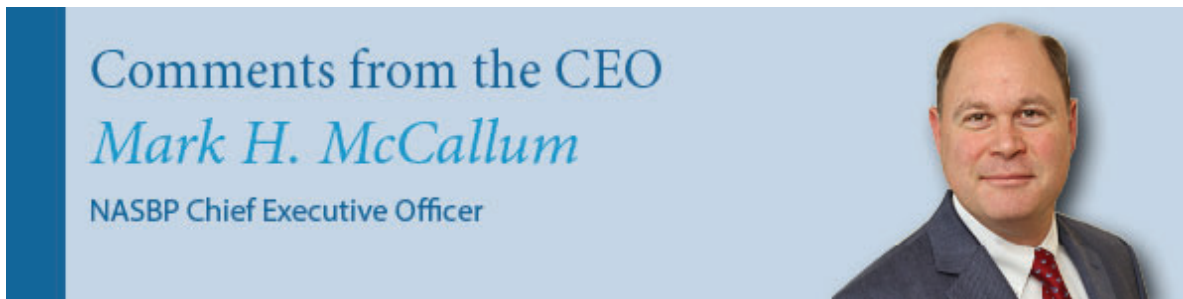 Comments from the CEO
Mark H. McCallum
NASBP Chief Executive Officer